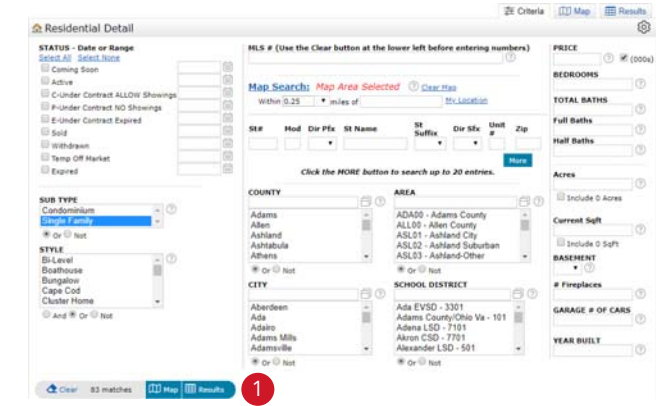 Criteria Map Results
Residential Detail
STATUS - Date or Range
Select All Select None
Coming Soon
Active
C-Under Contract ALLOW Showings
P-Under Contract NO Showings
E-Under Contract Expired
Sold
Withdrawn
Temp Off Market
Expired
SUB TYPE
Condominium
Single Family
Or Not
STYLE
Bi-Level
Boathouse
Bungalow
Cape Cod
Cluster Home
And Or Not
MLS # (Use the Clear button at the lower left before entering numbers)
Map Search: Map Area Selected Clear Map
Within 0.25 miles of My Location
St# Mod Dir Pfx St Name St Suffix Dir Sfx Unit # Zip
More
Click the MORE button to search up to 20 entries.
COUNTY
Adams
Allen
Ashland
Ashtabula
Athens
Or Not
AREA
ADA00 - Adams County
ALL00 - Allen County
ASL01 - Ashland City
ASL02 - Ashland Suburban
ASL03 - Ashland-Other
Or Not
CITY
Aberdeen
Ada
Adairo
Adams Mills
Adamsville
Or Not
SCHOOL DISTRICT
Ada EVSD - 3301
Adams County/Ohio Va - 101
Adena LSD - 7101
Akron CSD - 7701
Alexander LSD - 501
Or Not
PRICE
(000s)
BEDROOMS
TOTAL BATHS
Full Baths
Half Baths
Acres
Include 0 Acres
Current Sqft
Include 0 SqFt
BASEMENT
# Fireplaces
GARAGE # OF CARS
YEAR BUILT
Clear 83 matches Map Results
1